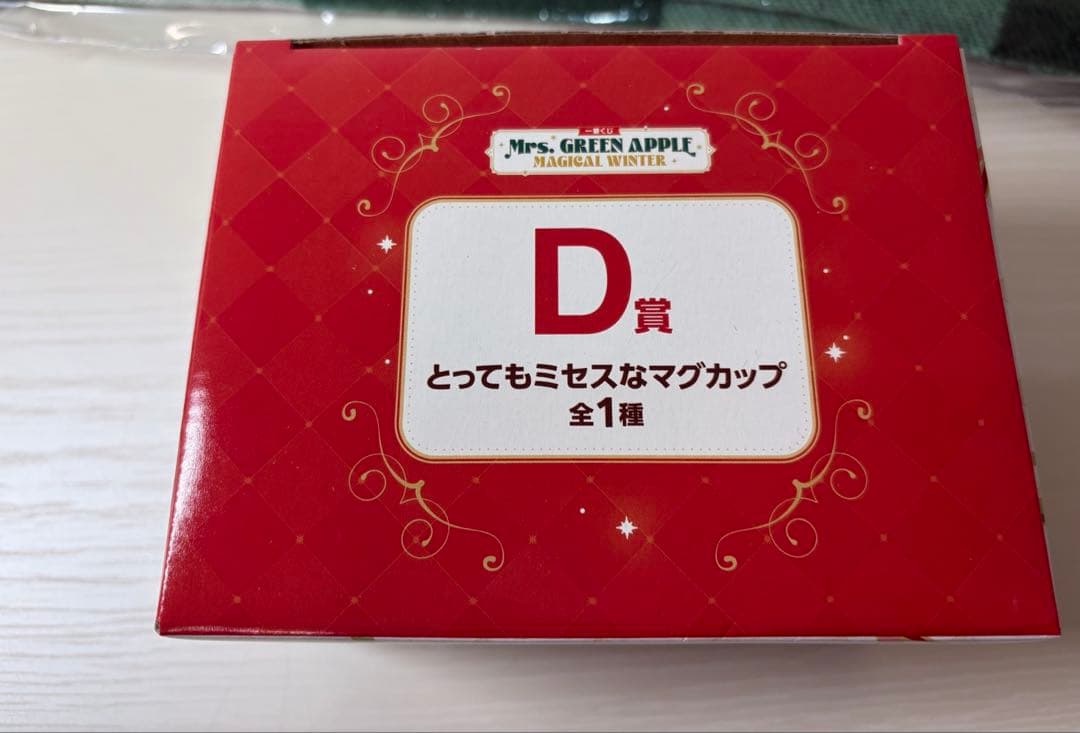 一番くじ
Mrs. GREEN APPLE
MAGICAL WINTER
D賞
とってもミセスなマグカップ
全1種